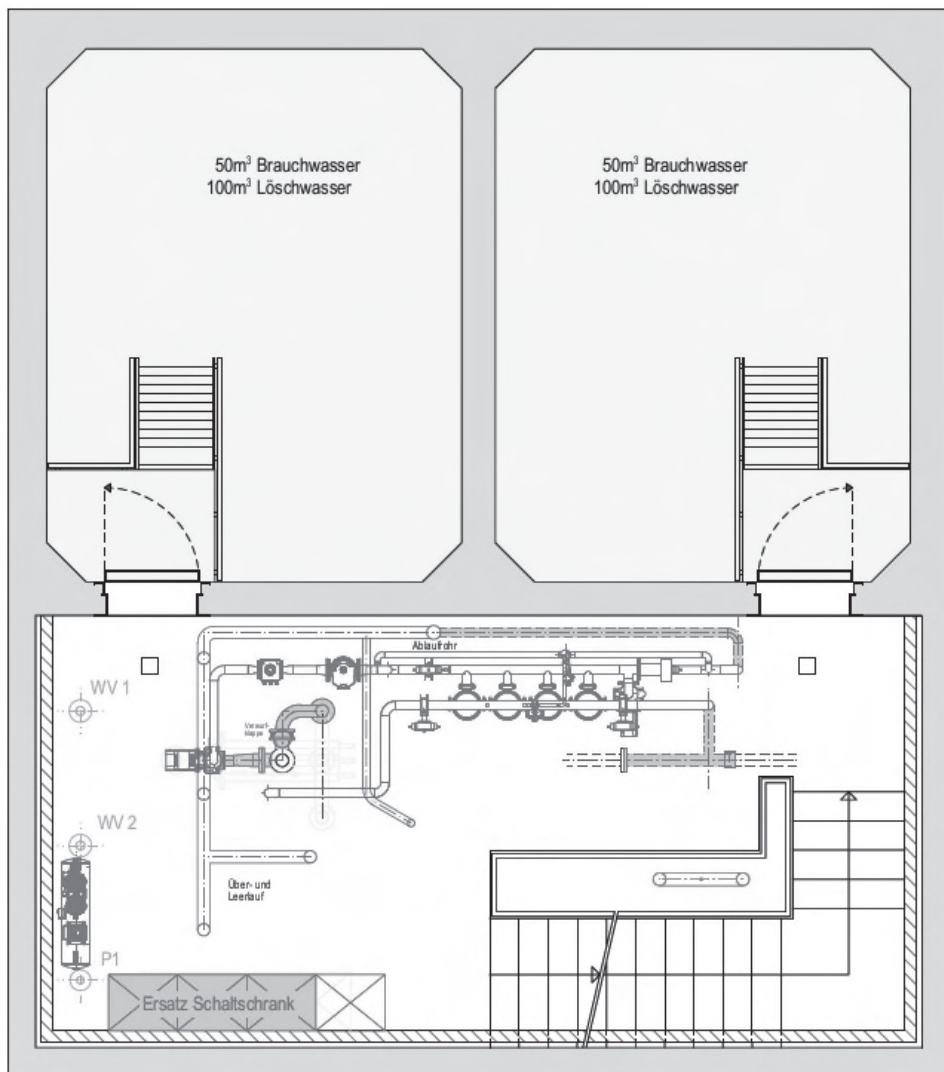 50m³ Brauchwasser
100m³ Löschwasser
50m³ Brauchwasser
100m³ Löschwasser
Ablaufrohr
WV 1
WV 2
Über- und
Leerlauf
P1
Ersatz Schaltschrank